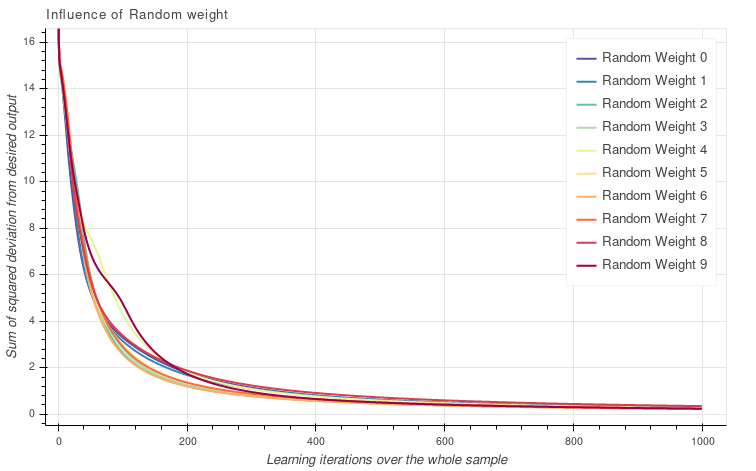 Influence of Random weight
16
14
12
10
8
6
4
2
0
Sum of squared deviation from desired output
Random Weight 0
Random Weight 1
Random Weight 2
Random Weight 3
Random Weight 4
Random Weight 5
Random Weight 6
Random Weight 7
Random Weight 8
Random Weight 9
0 200 400 600 800 1000
Learning iterations over the whole sample